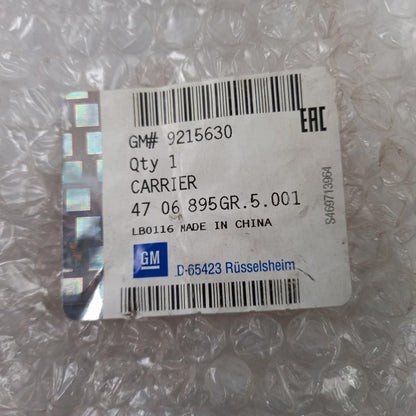 GM# 9215630
EAC
Qty 1
CARRIER
47 06 895GR.5.001
LB0116 MADE IN CHINA
GM
D-65423 Rüsselsheim
S469713964